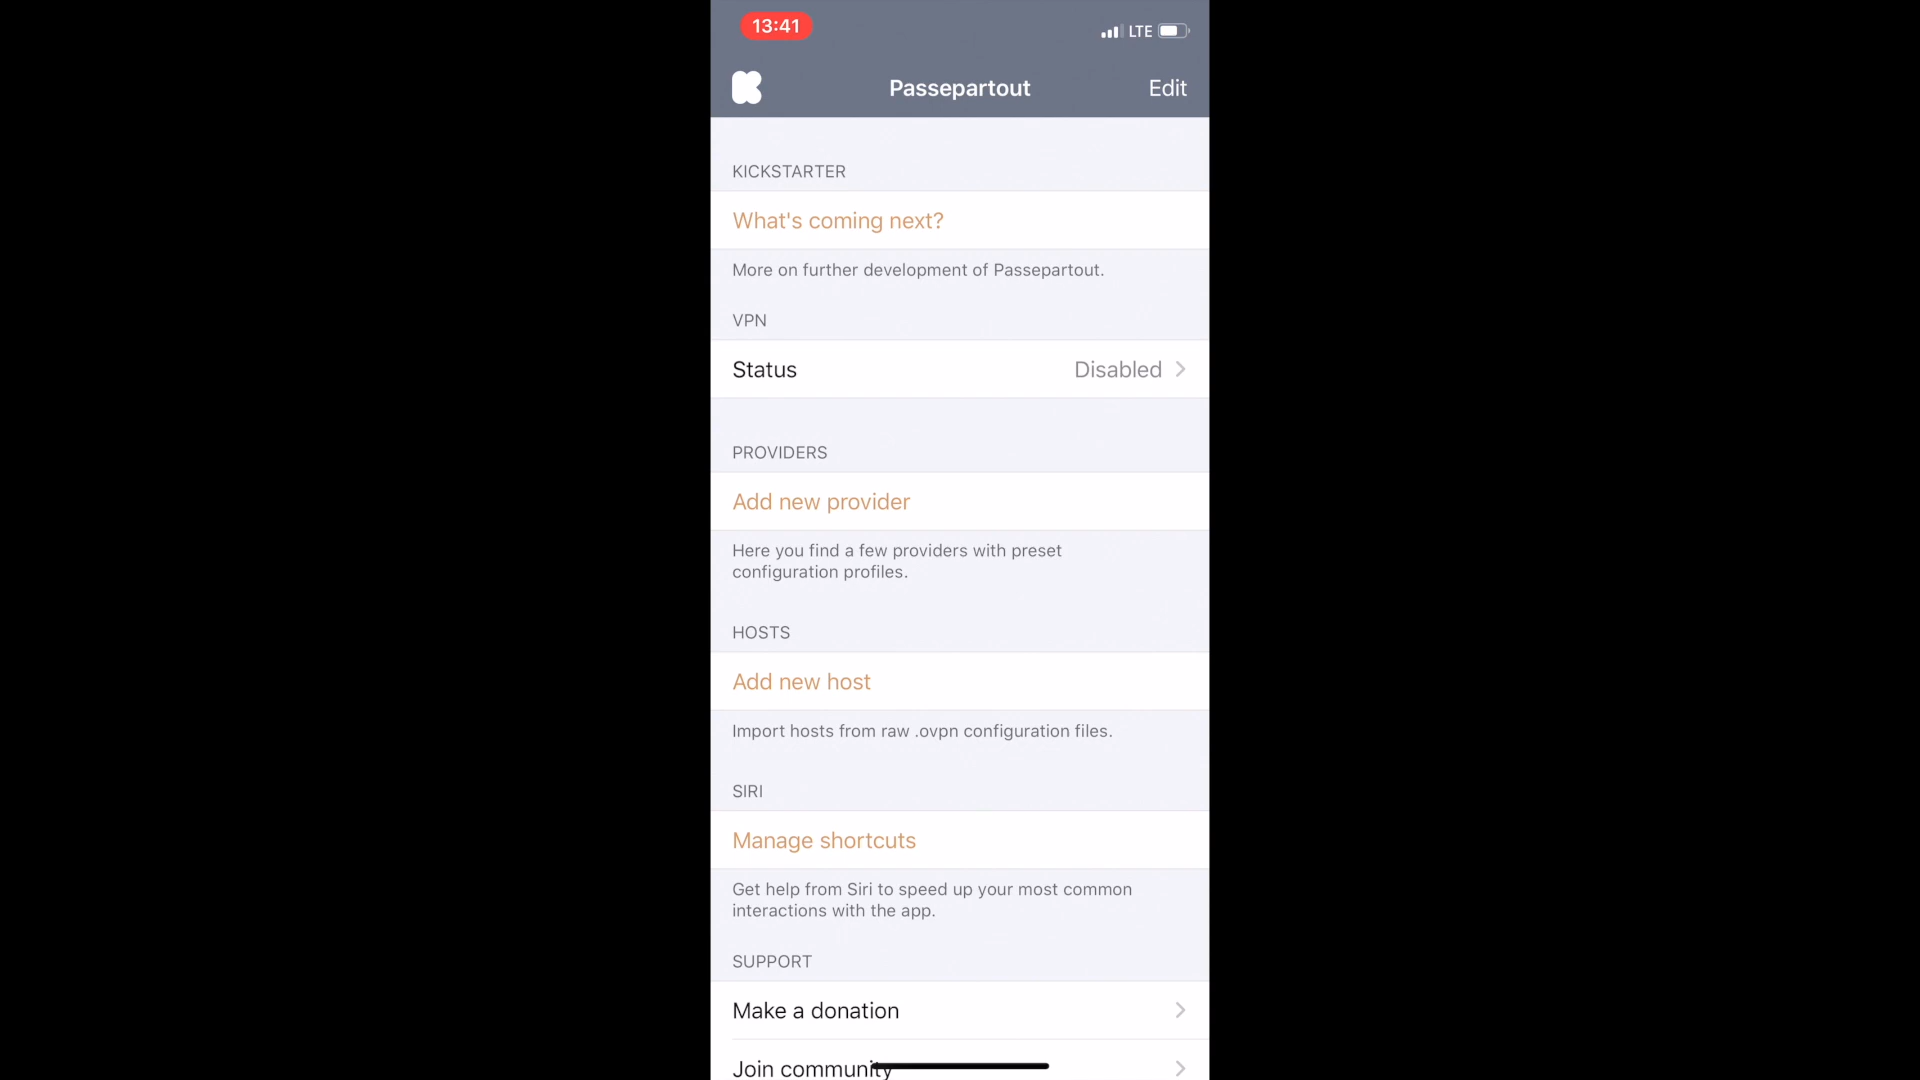 13:41
LTE
Passepartout
Edit
KICKSTARTER
What's coming next?
More on further development of Passepartout.
VPN
Status
Disabled
PROVIDERS
Add new provider
Here you find a few providers with preset
configuration profiles.
HOSTS
Add new host
Import hosts from raw .ovpn configuration files.
SIRI
Manage shortcuts
Get help from Siri to speed up your most common
interactions with the app.
SUPPORT
Make a donation
Join community